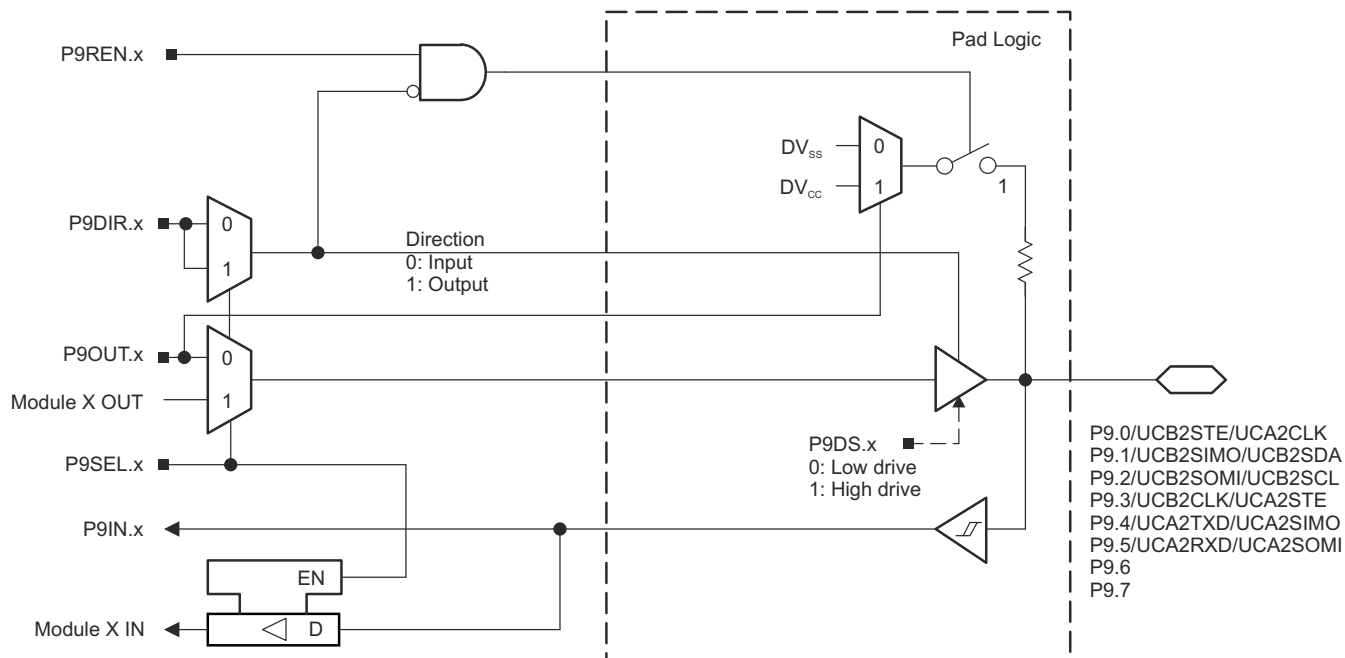 Pad Logic
P9REN.x
DVSS
0
DVCC
1
1
P9DIR.x
0
1
Direction
0: Input
1: Output
P9OUT.x
0
Module X OUT
1
P9DS.x
0: Low drive
1: High drive
P9SEL.x
P9IN.x
EN
Module X IN
D
P9.0/UCB2STE/UCA2CLK
P9.1/UCB2SIMO/UCB2SDA
P9.2/UCB2SOMI/UCB2SCL
P9.3/UCB2CLK/UCA2STE
P9.4/UCA2TXD/UCA2SIMO
P9.5/UCA2RXD/UCA2SOMI
P9.6
P9.7